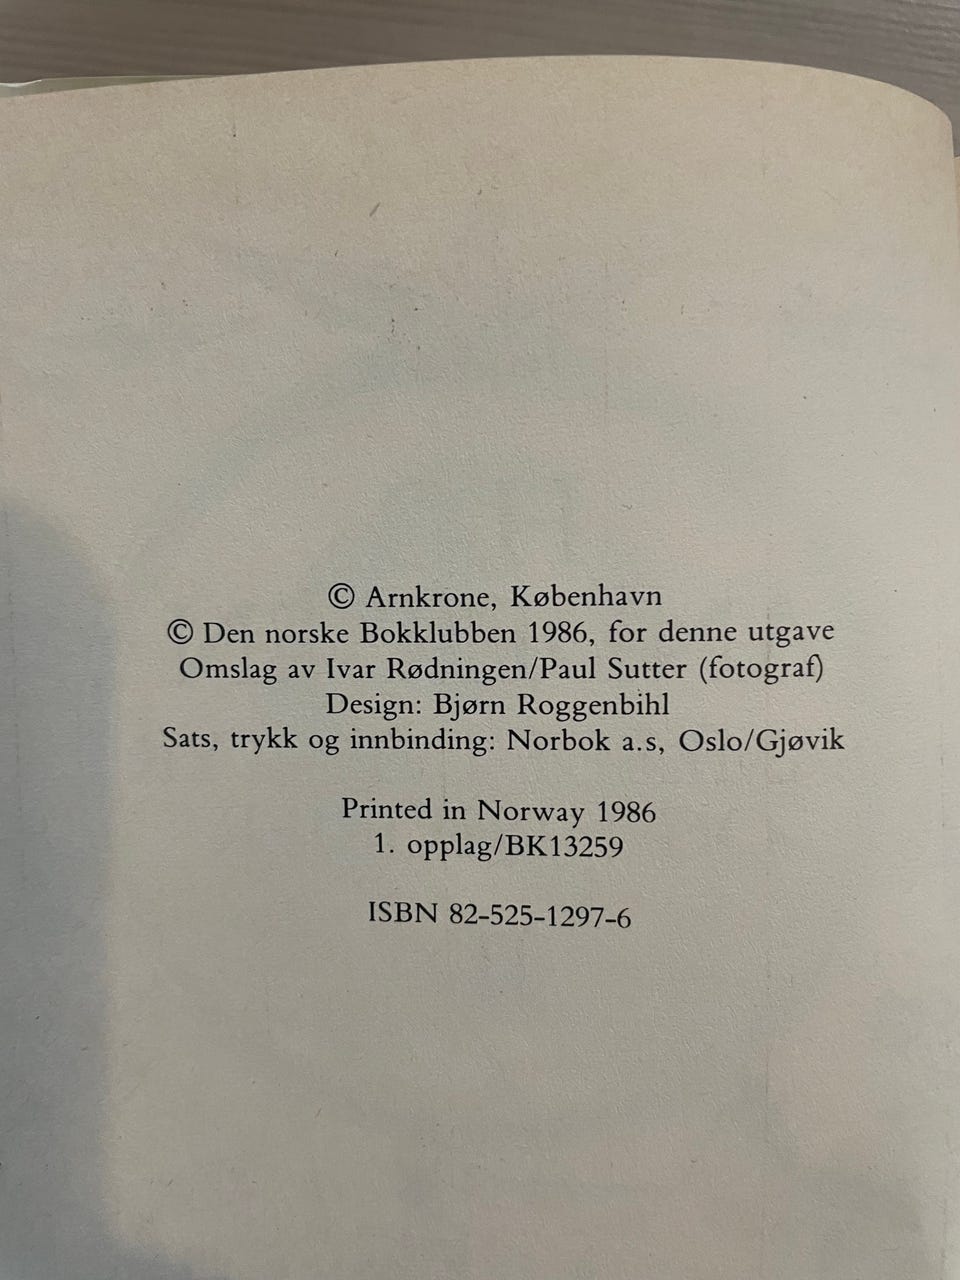 © Arnkrone, København
© Den norske Bokklubben 1986, for denne utgave
Omslag av Ivar Rødningen/Paul Sutter (fotograf)
Design: Bjørn Roggenbihl
Sats, trykk og innbinding: Norbok a.s, Oslo/Gjøvik
Printed in Norway 1986
1. opplag/BK13259
ISBN 82-525-1297-6